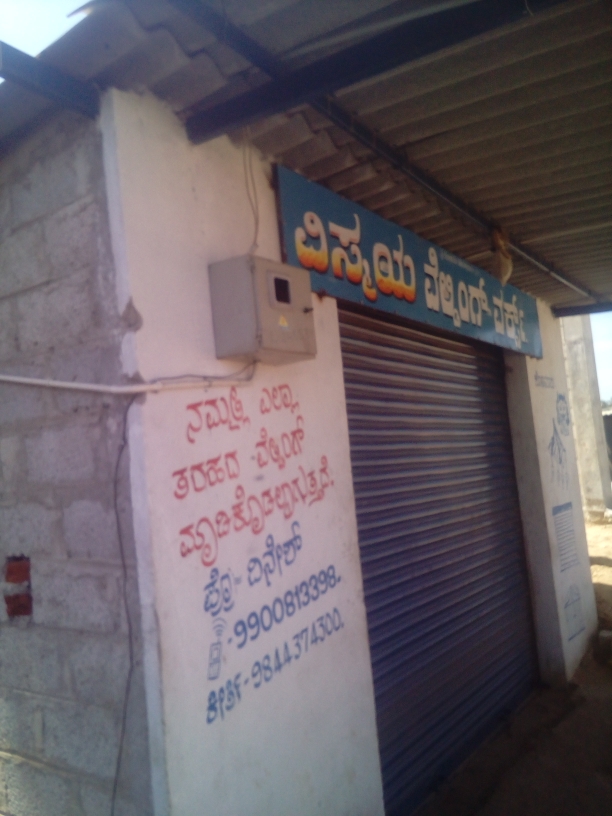 ವಿಸ್ಮಯ ವೆಲ್ಡಿಂಗ್ ವರ್ಕ್ಸ್
ನಮ್ಮಲ್ಲಿ ಎಲ್ಲಾ
ತರಹದ ವೆಲ್ಡಿಂಗ್
ಮಾಡಿಕೊಡಲಾಗುತ್ತದೆ.
ಪ್ರೊ- ದಿನೇಶ್
-9900813398.
ಕೀರ್ತಿ-9844374300.